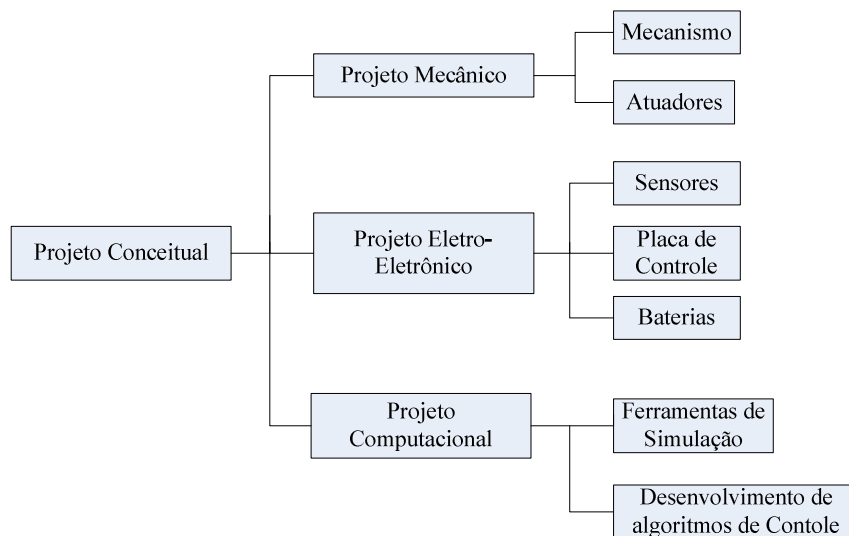 Projeto Conceitual
Projeto Mecânico
Mecanismo
Atuadores
Projeto Eletro-
Eletrônico
Sensores
Placa de
Controle
Baterias
Projeto
Computacional
Ferramentas de
Simulação
Desenvolvimento de
algoritmos de Contole